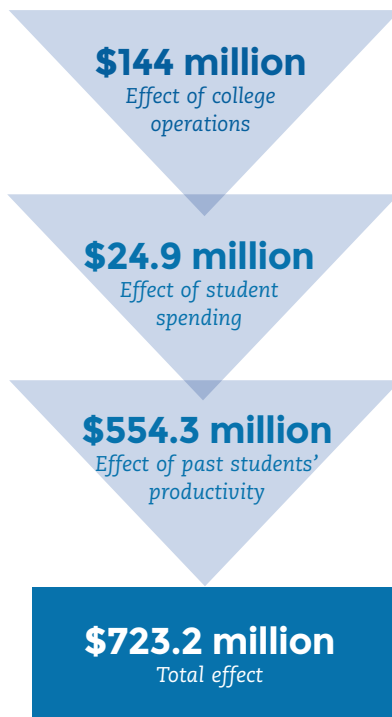 $144 million
Effect of college
operations
$24.9 million
Effect of student
spending
$554.3 million
Effect of past students’
productivity
$723.2 million
Total effect